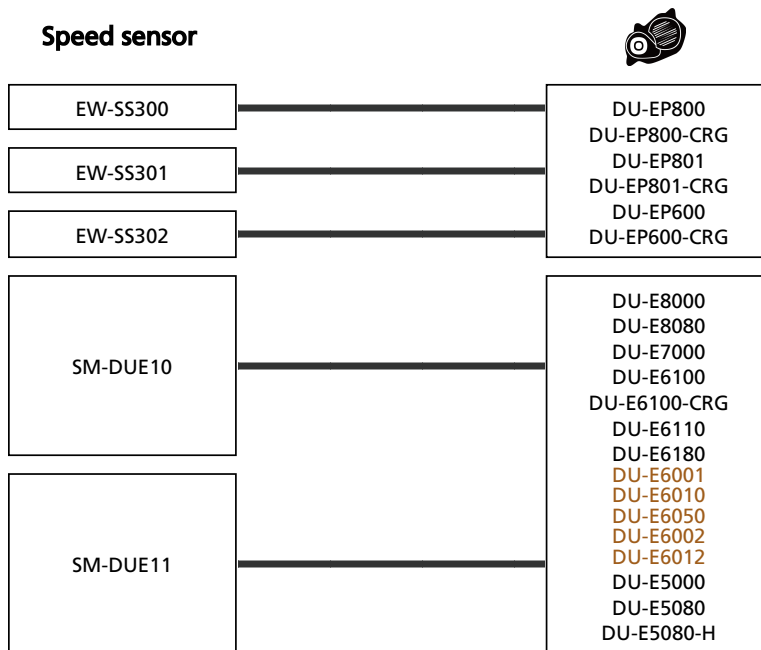 Speed sensor
EW-SS300
EW-SS301
EW-SS302
DU-EP800
DU-EP800-CRG
DU-EP801
DU-EP801-CRG
DU-EP600
DU-EP600-CRG
SM-DUE10
SM-DUE11
DU-E8000
DU-E8080
DU-E7000
DU-E6100
DU-E6100-CRG
DU-E6110
DU-E6180
DU-E6001
DU-E6010
DU-E6050
DU-E6002
DU-E6012
DU-E5000
DU-E5080
DU-E5080-H